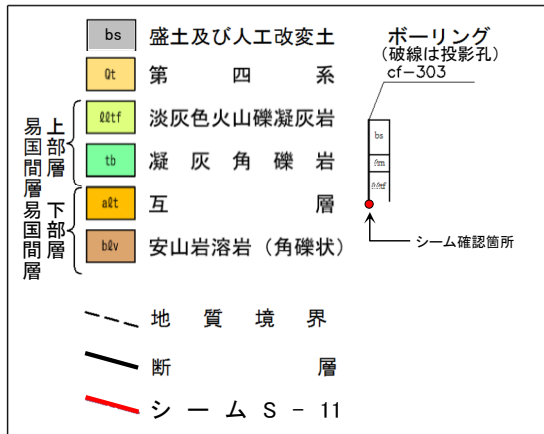 bs 盛土及び人工改変土
Qt 第四系
易国間層上部層
ℓℓtf 淡灰色火山礫凝灰岩
tb 凝灰角礫岩
易国間層下部層
aℓt 互層
bℓv 安山岩溶岩（角礫状）
地質境界
断層
シームS-11
ボーリング
(破線は投影孔)
cf-303
bs
ℓℓtf
シーム確認箇所